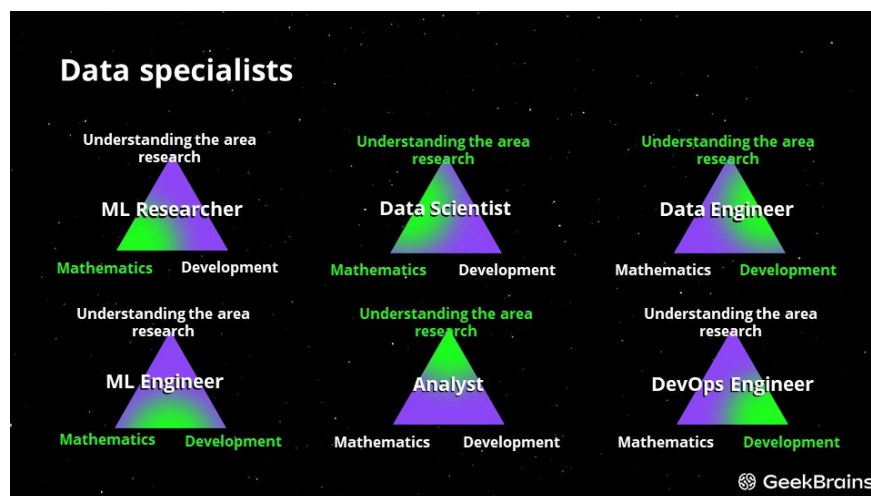 Data specialists
Understanding the area
research
ML Researcher
Mathematics
Development
Understanding the area
research
Data Scientist
Mathematics
Development
Understanding the area
research
Data Engineer
Mathematics
Development
Understanding the area
research
ML Engineer
Mathematics
Development
Understanding the area
research
Analyst
Mathematics
Development
Understanding the area
research
DevOps Engineer
Mathematics
Development
GeekBrains